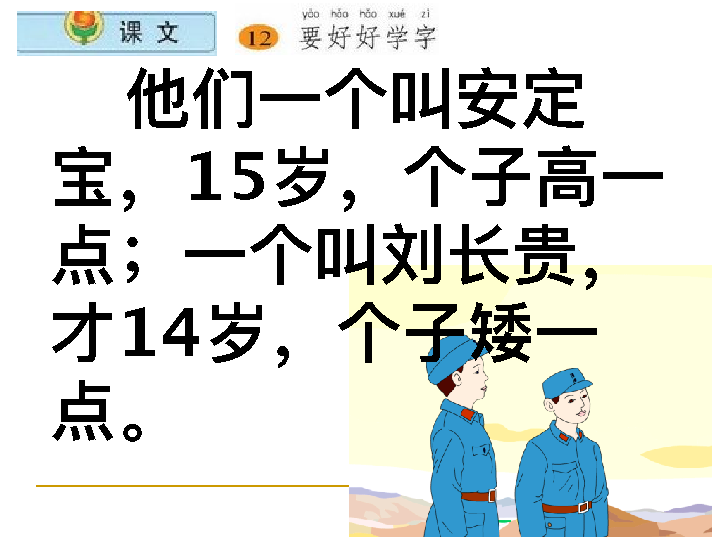 课 文
12
yào hǎo hǎo xué zì
要好好学字
他们一个叫安定
宝，15岁，个子高一
点；一个叫刘长贵，
才14岁，个子矮一
点。